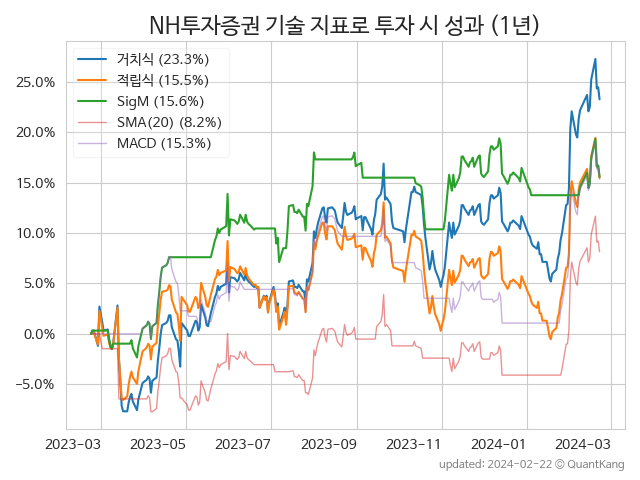 NH투자증권 기술 지표로 투자 시 성과 (1년)
거치식 (23.3%)
적립식 (15.5%)
SigM (15.6%)
SMA(20) (8.2%)
MACD (15.3%)
25.0%
20.0%
15.0%
10.0%
5.0%
0.0%
−5.0%
2023-03 2023-05 2023-07 2023-09 2023-11 2024-01 2024-03
updated: 2024-02-22 © QuantKang